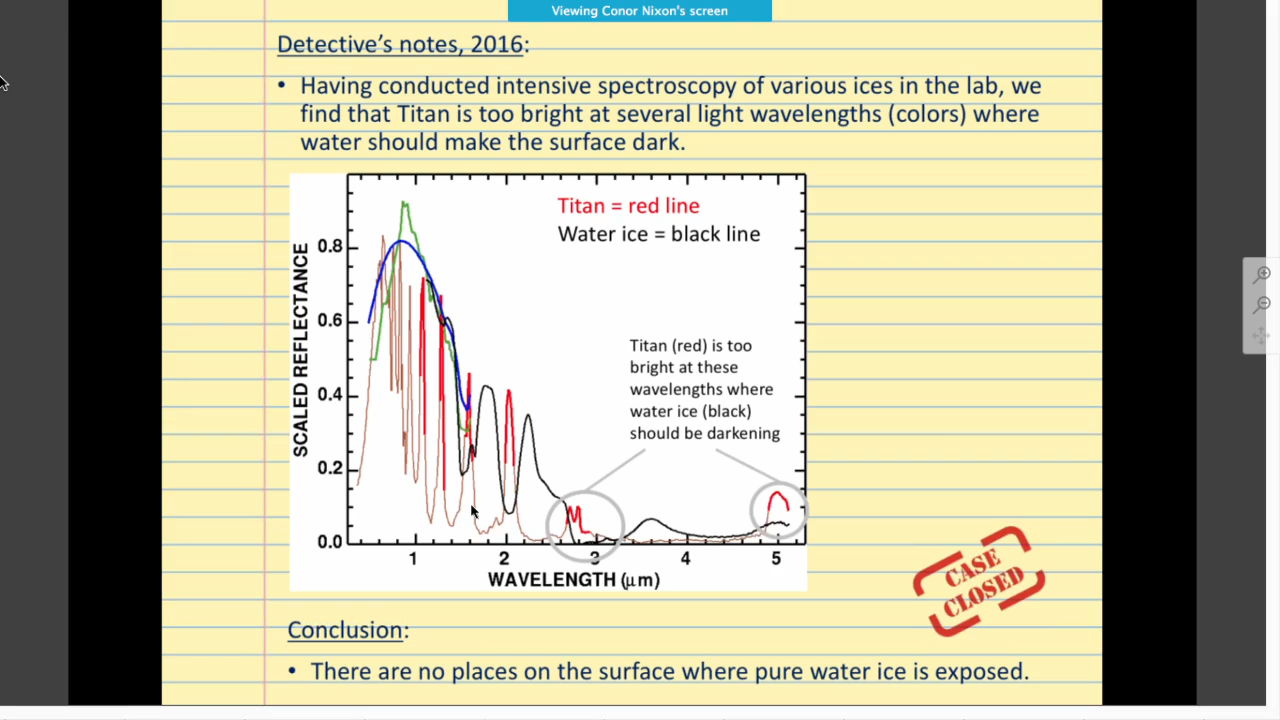 Viewing Conor Nixon's screen
Detective's notes, 2016:
• Having conducted intensive spectroscopy of various ices in the lab, we
find that Titan is too bright at several light wavelengths (colors) where
water should make the surface dark.
Titan = red line
Water ice = black line
SCALED REFLECTANCE
0.8
0.6
0.4
0.2
0.0
Titan (red) is too
bright at these
wavelengths where
water ice (black)
should be darkening
1 2 3 4 5
WAVELENGTH (μm)
CASE
CLOSED
Conclusion:
• There are no places on the surface where pure water ice is exposed.